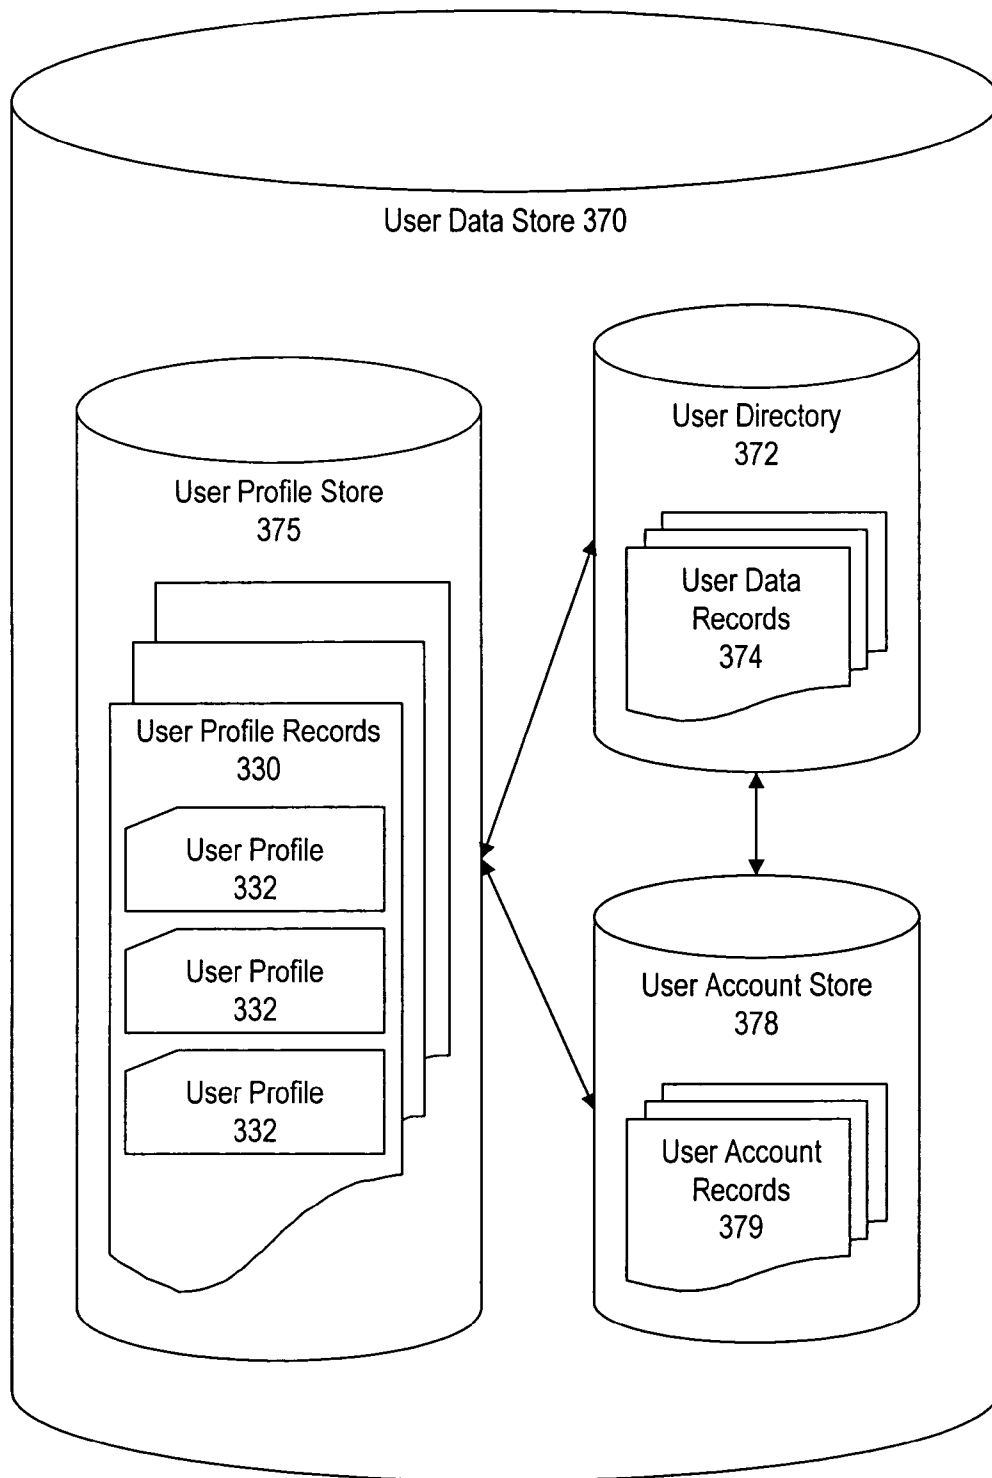 User Data Store 370
User Profile Store
375
User Profile Records
330
User Profile
332
User Profile
332
User Profile
332
User Directory
372
User Data
Records
374
User Account Store
378
User Account
Records
379